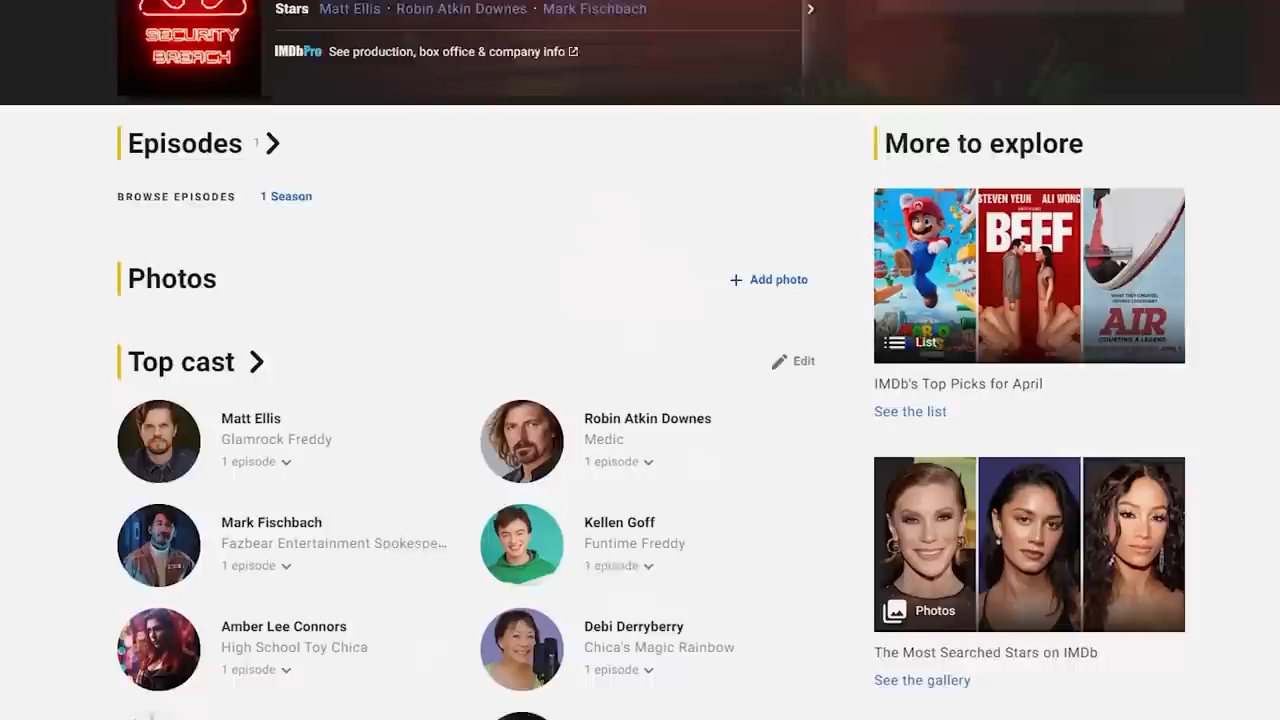 Stars Matt Ellis · Robin Atkin Downes · Mark Fischbach
SECURITY
BREACH
IMDbPro See production, box office & company info
Episodes 1
BROWSE EPISODES 1 Season
Photos
+ Add photo
Top cast
Edit
Matt Ellis
Glamrock Freddy
1 episode
Robin Atkin Downes
Medic
1 episode
Mark Fischbach
Fazbear Entertainment Spokespe...
1 episode
Kellen Goff
Funtime Freddy
1 episode
Amber Lee Connors
High School Toy Chica
1 episode
Debi Derryberry
Chica's Magic Rainbow
1 episode
More to explore
STEVEN YEUN ALI WONG
BEEF
AIR
COURTING A LEGEND
MARIO
List
IMDb's Top Picks for April
See the list
Photos
The Most Searched Stars on IMDb
See the gallery